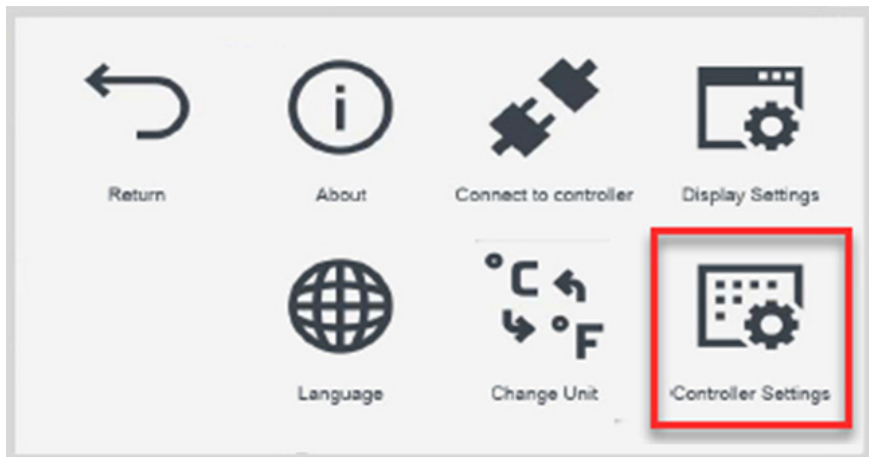 Return
About
Connect to controller
Display Settings
°C
°F
Language
Change Unit
Controller Settings